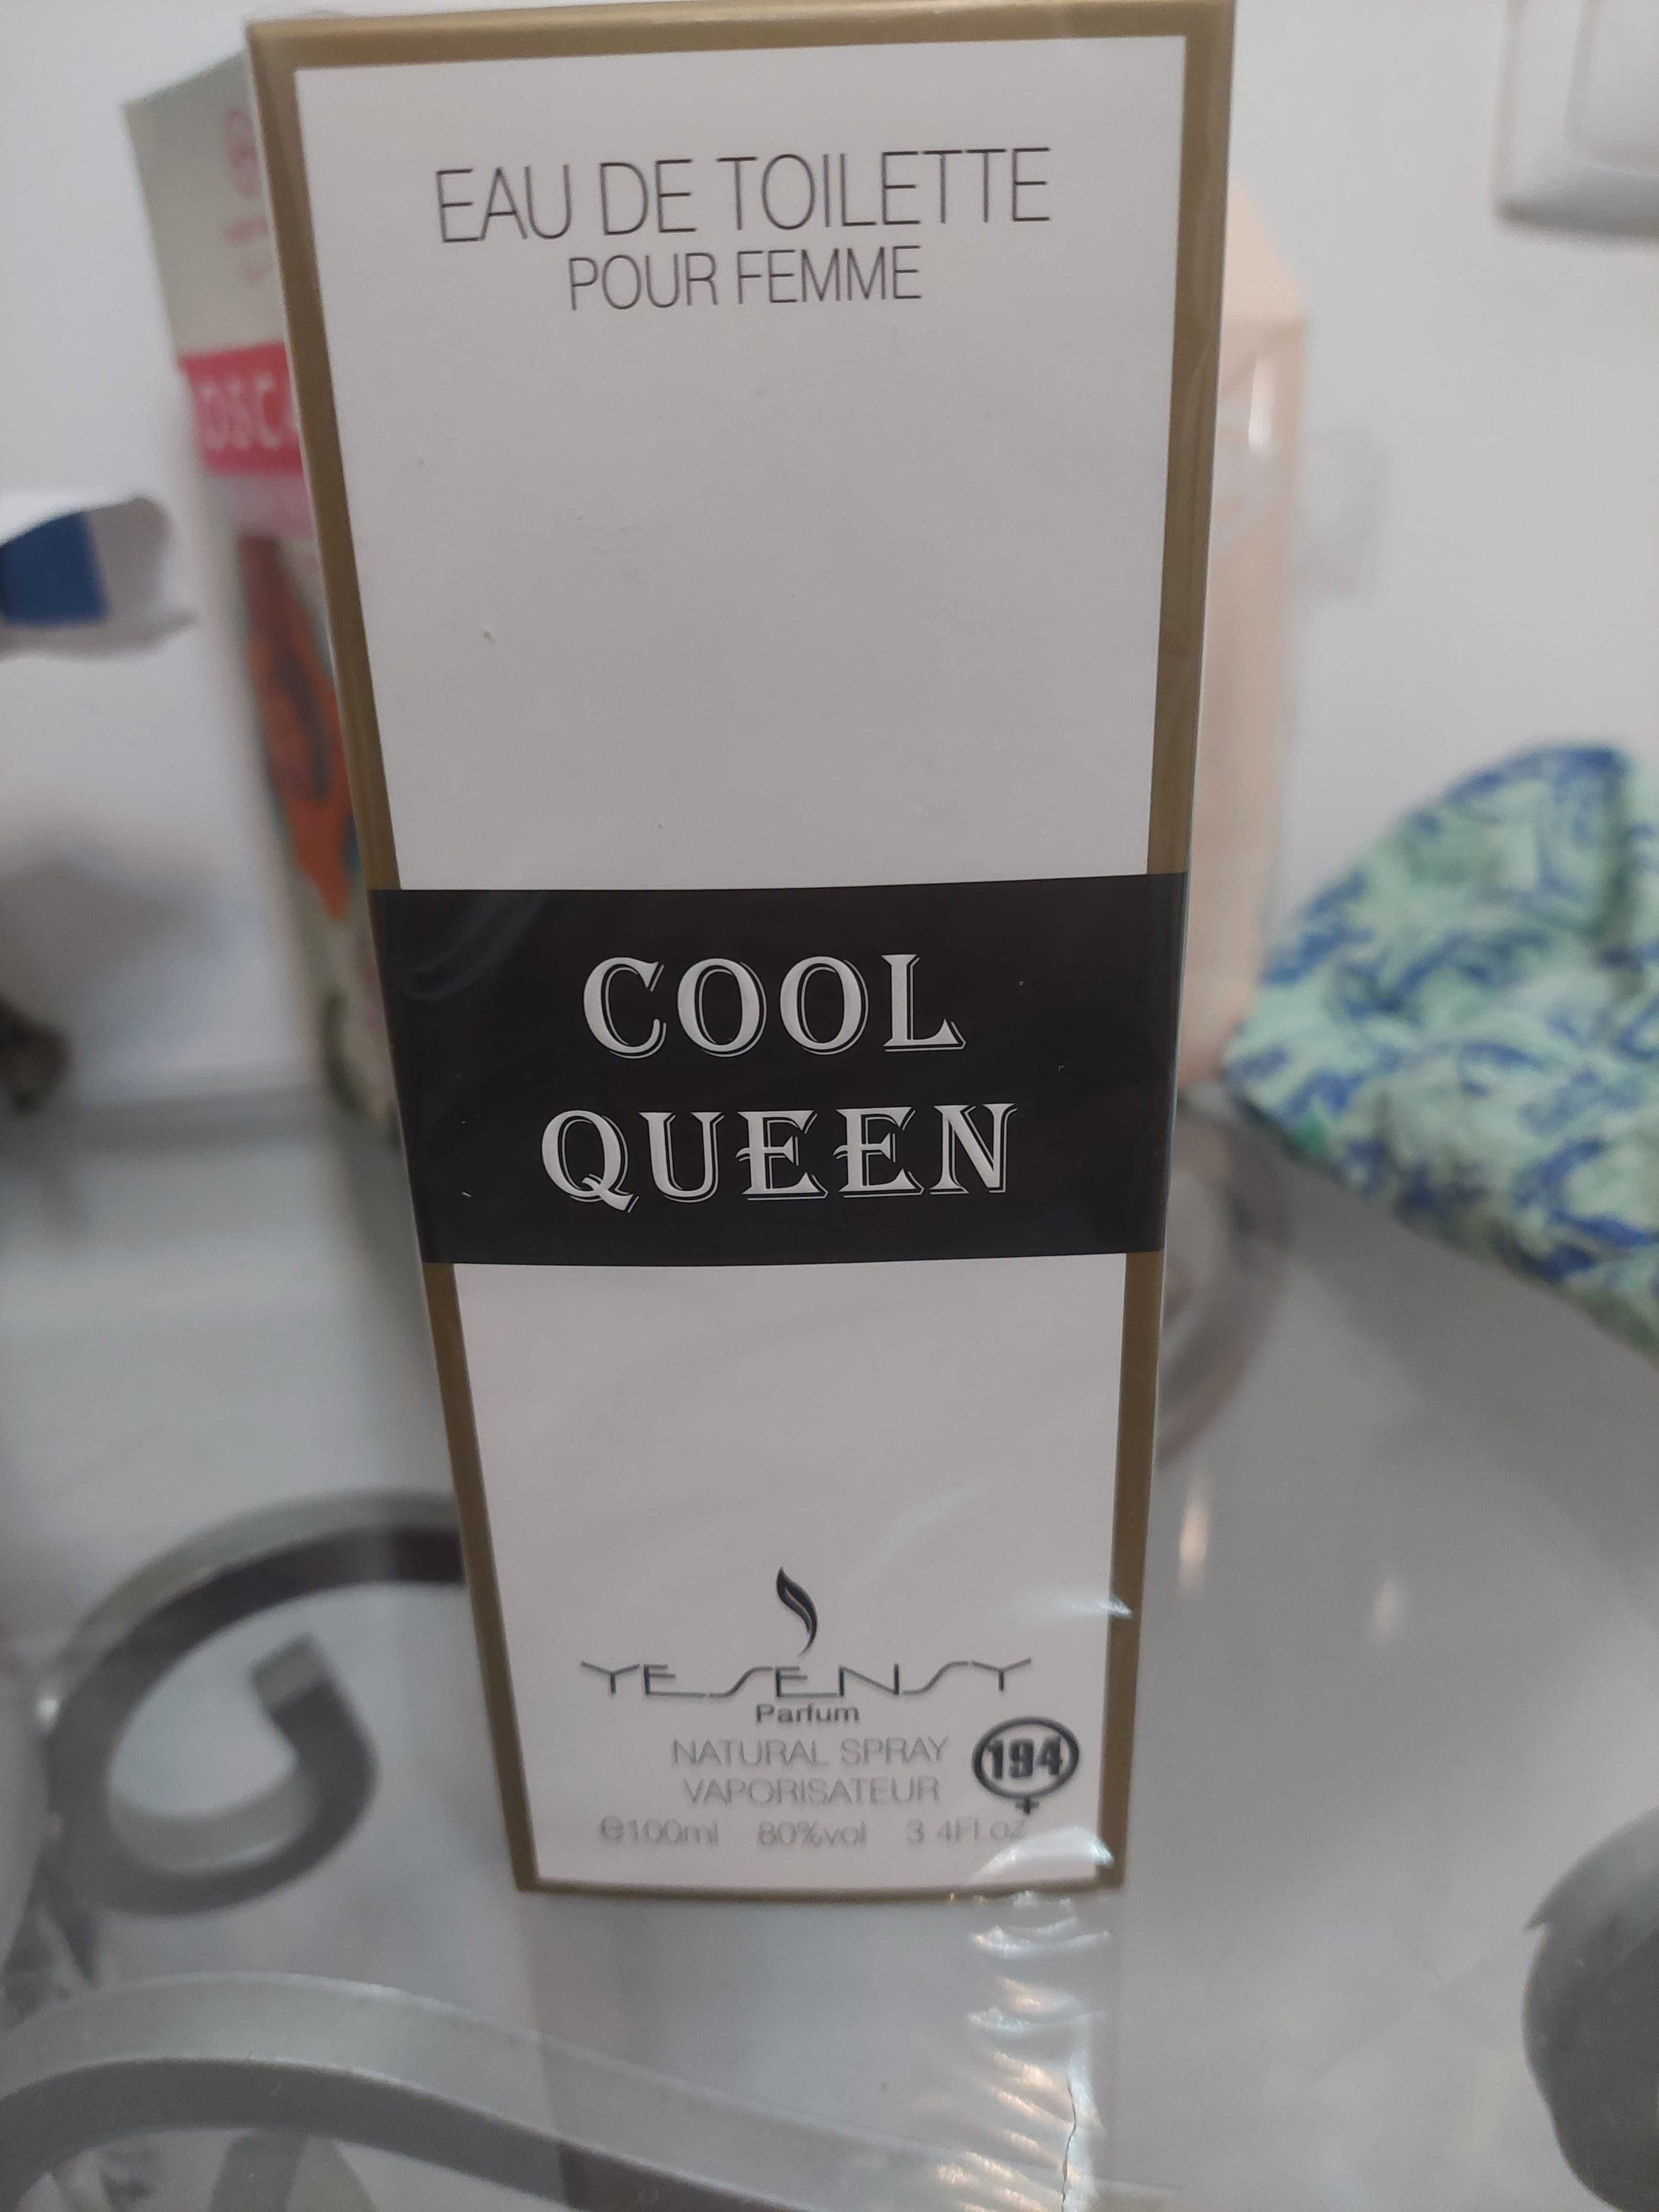 EAU DE TOILETTE
POUR FEMME
COOL
QUEEN
YESENSY
Parfum
NATURAL SPRAY
VAPORISATEUR
194
℮100ml 80%vol 3.4Fl.oz